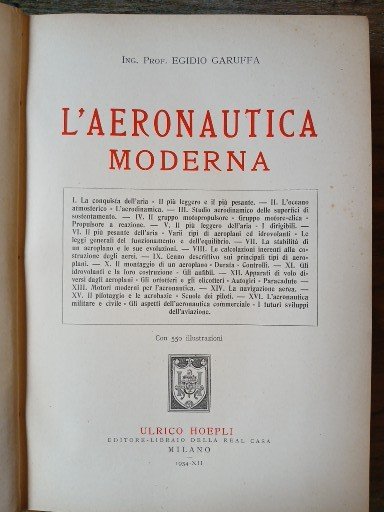 Ing. Prof. EGIDIO GARUFFA
L'AERONAUTICA
MODERNA
I. La conquista dell'aria - Il più leggero e il più pesante. — II. L'oceano
atmosferico - L'aerodinamica. — III. Studio aerodinamico delle superfici di
sostentamento. — IV. Il gruppo motopropulsore - Gruppo motore-elica -
Propulsore a reazione. — V. Il più leggero dell'aria - I dirigibili. —
VI. Il più pesante dell'aria - Varii tipi di aeroplani ed idrovolanti - Le
leggi generali del funzionamento e dell'equilibrio. — VII. La stabilità di
un aeroplano e le sue evoluzioni. — VIII. Le calcolazioni inerenti alla co-
struzione degli aerei. — IX. Cenno descrittivo sui principali tipi di aero-
plani. — X. Il montaggio di un aeroplano - Durata - Controlli. — XI. Gli
idrovolanti e la loro costruzione - Gli anfibi. — XII. Apparati di volo di-
versi dagli aeroplani - Gli ortotteri e gli elicotteri - Autogiri - Paracadute —
XIII. Motori moderni per l'aeronautica. — XIV. La navigazione aerea. —
XV. Il pilotaggio e le acrobazie - Scuole dei piloti. — XVI. L'aeronautica
militare e civile - Gli aspetti dell'aeronautica commerciale - I futuri sviluppi
dell'aviazione.
Con 550 illustrazioni
ULRICO HOEPLI
EDITORE-LIBRAIO DELLA REAL CASA
MILANO
1934-XII